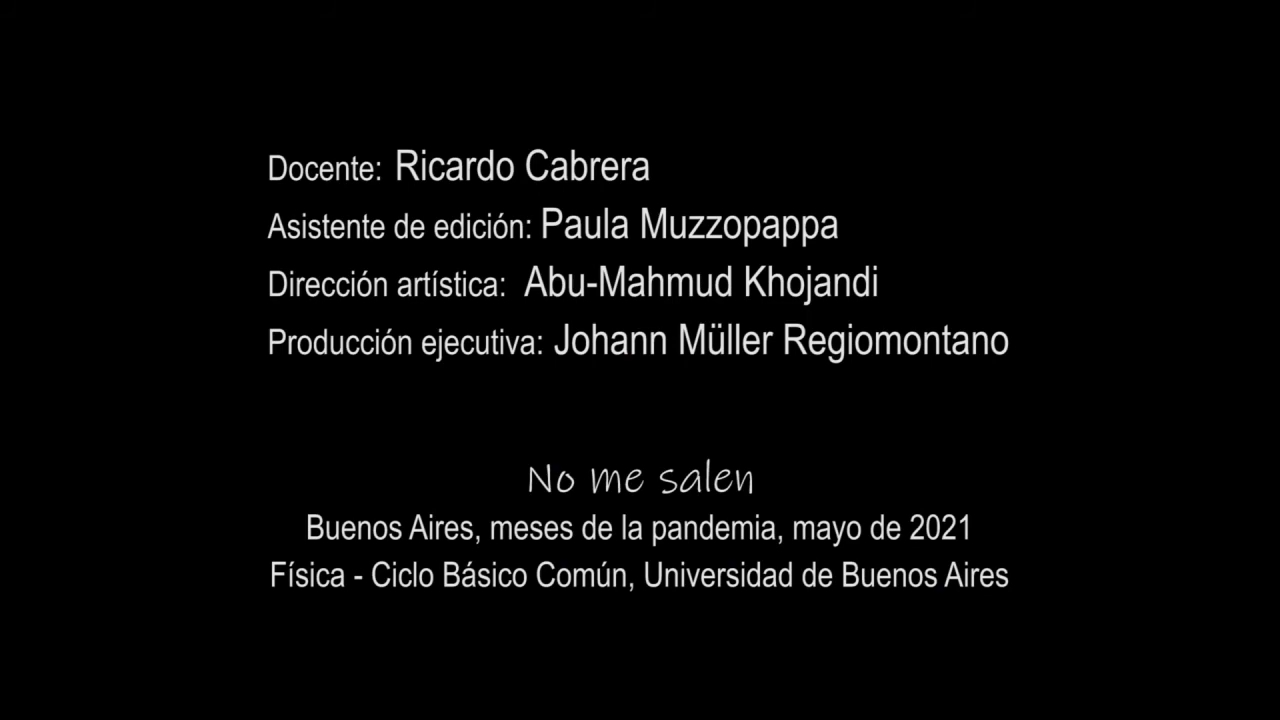 Docente: Ricardo Cabrera
Asistente de edición: Paula Muzzopappa
Dirección artística: Abu-Mahmud Khojandi
Producción ejecutiva: Johann Müller Regiomontano
No me salen
Buenos Aires, meses de la pandemia, mayo de 2021
Física - Ciclo Básico Común, Universidad de Buenos Aires